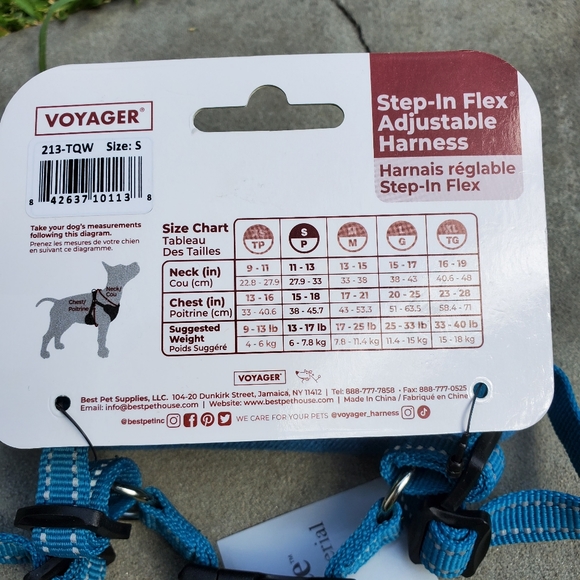 VOYAGER®
213-TQW Size: S
8 42637 10113 8
Step-In Flex®
Adjustable
Harness
Harnais réglable
Step-In Flex
Take your dog's measurements
following this diagram.
Prenez les mesures de votre chien
en suivant ce diagramme.
Neck/
Cou
Chest/
Poitrine
Size Chart
Tableau
Des Tailles
XS S M L XL
TP P M G TG
Neck (in) 9 - 11 11 - 13 13 - 15 15 - 17 16 - 19
Cou (cm) 22.8 - 27.9 27.9 - 33 33 - 38 38 - 43 40.6 - 48
Chest (in) 13 - 16 15 - 18 17 - 21 20 - 25 23 - 28
Poitrine (cm) 33 - 40.6 38 - 45.7 43 - 53.3 51 - 63.5 58.4 - 71
Suggested 9 - 13 lb 13 - 17 lb 17 - 25 lb 25 - 33 lb 33 - 40 lb
Weight
Poids Suggéré 4 - 6 kg 6 - 7.8 kg 7.8 - 11.4 kg 11.4 - 15 kg 15 - 18 kg
VOYAGER®
Best Pet Supplies, LLC. 104-20 Dunkirk Street, Jamaica, NY 11412 | Tel: 888-777-7858 • Fax: 888-777-0525
Email: info@bestpethouse.com | Website: www.bestpethouse.com | Made In China / Fabriqué en Chine
@bestpetinc WE CARE FOR YOUR PETS @voyager_harness